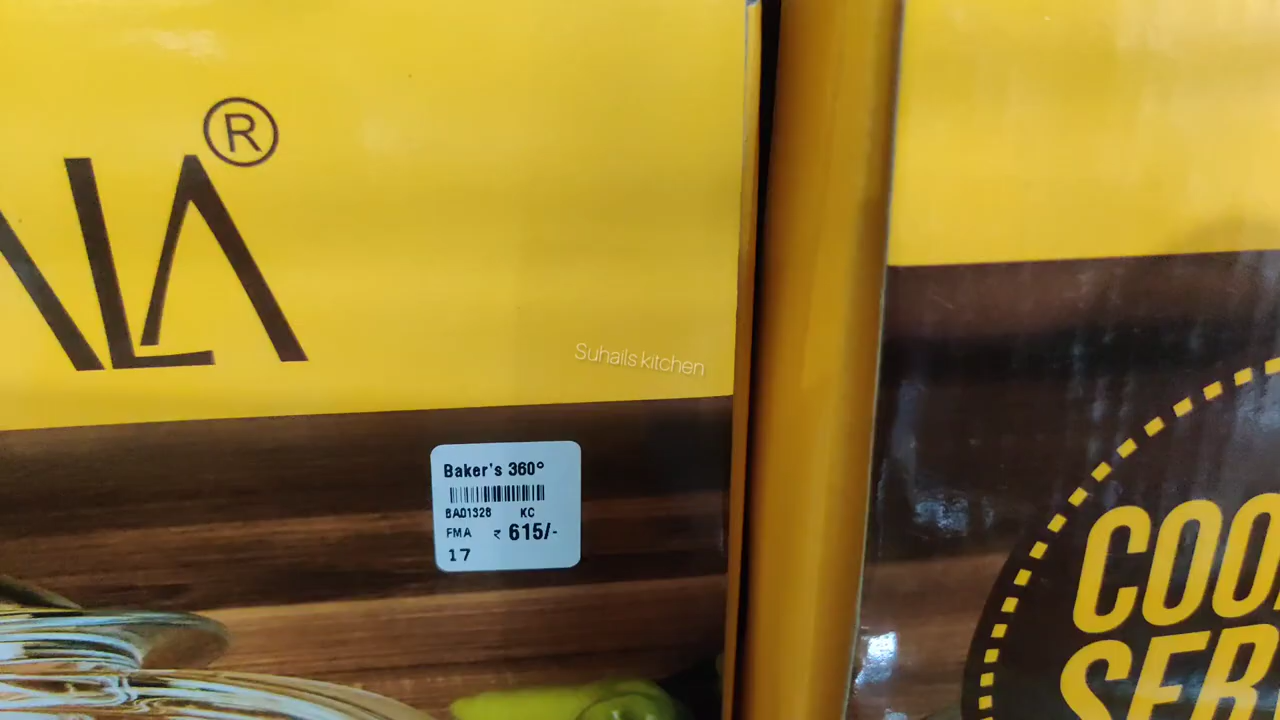 ALA®
Suhails kitchen
Baker's 360°
BA01328 KC
FMA ₹ 615/-
17
COO
SER